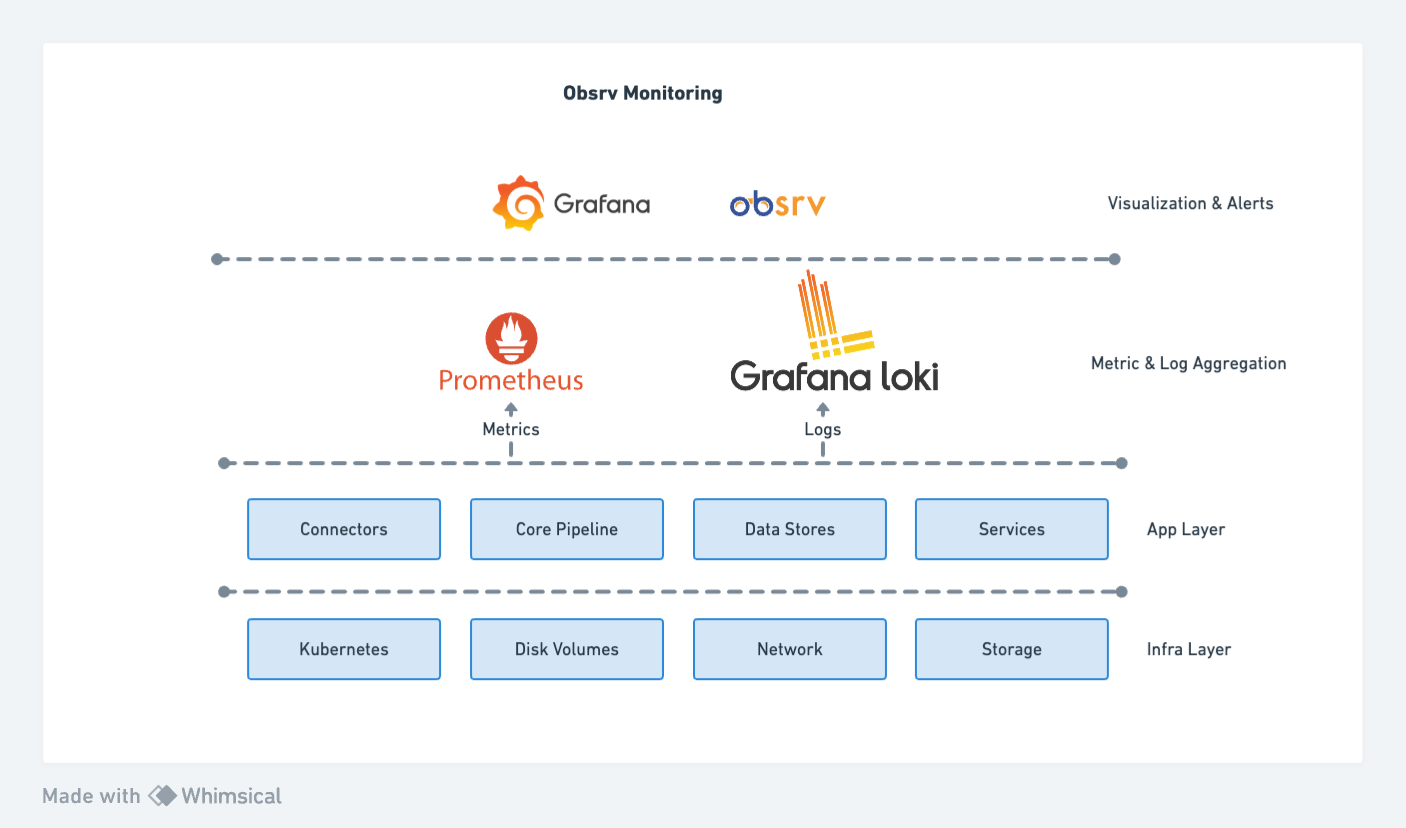 Obsrv Monitoring
Grafana
obsrv
Visualization & Alerts
Prometheus
Grafana loki
Metric & Log Aggregation
Metrics
Logs
Connectors
Core Pipeline
Data Stores
Services
App Layer
Kubernetes
Disk Volumes
Network
Storage
Infra Layer
Made with Whimsical